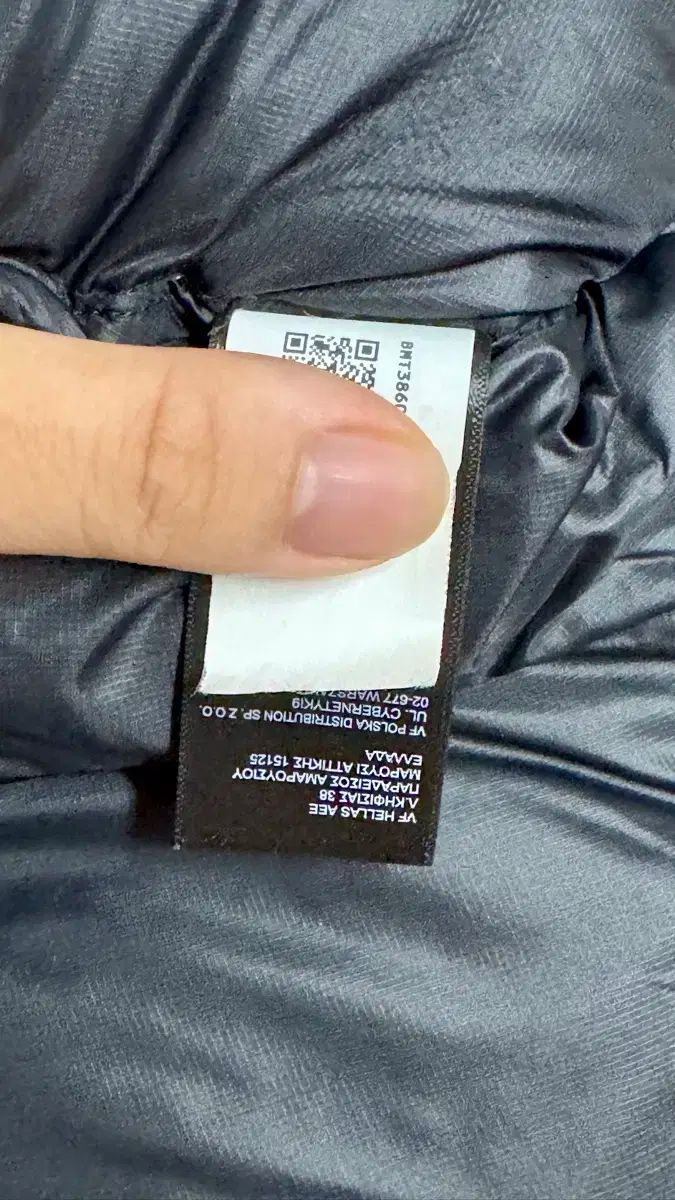 BMT3860
VF HELLAS AEE
Λ.ΚΗΦΙΣΙΑΣ 38
ΠΑΡΑΔΕΙΣΟΣ ΑΜΑΡΟΥΣΙΟΥ
ΜΑΡΟΥΣΙ ΑΤΤΙΚΗΣ 15125
ΕΛΛΑΔΑ
VF POLSKA DISTRIBUTION SP. Z O.O.
UL. CYBERNETYKI9
02-677